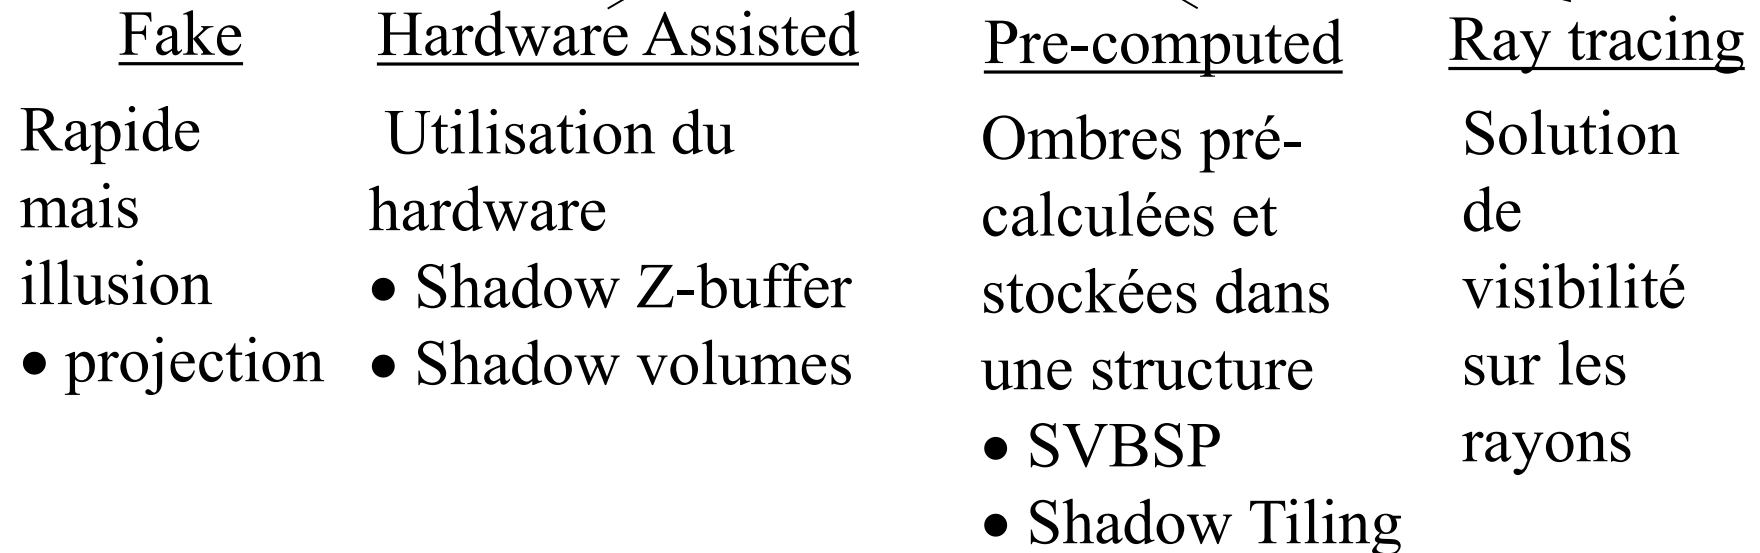 Fake
Rapide
mais
illusion
• projection
Hardware Assisted
Utilisation du
hardware
• Shadow Z-buffer
• Shadow volumes
Pre-computed
Ombres pré-
calculées et
stockées dans
une structure
• SVBSP
• Shadow Tiling
Ray tracing
Solution
de
visibilité
sur les
rayons